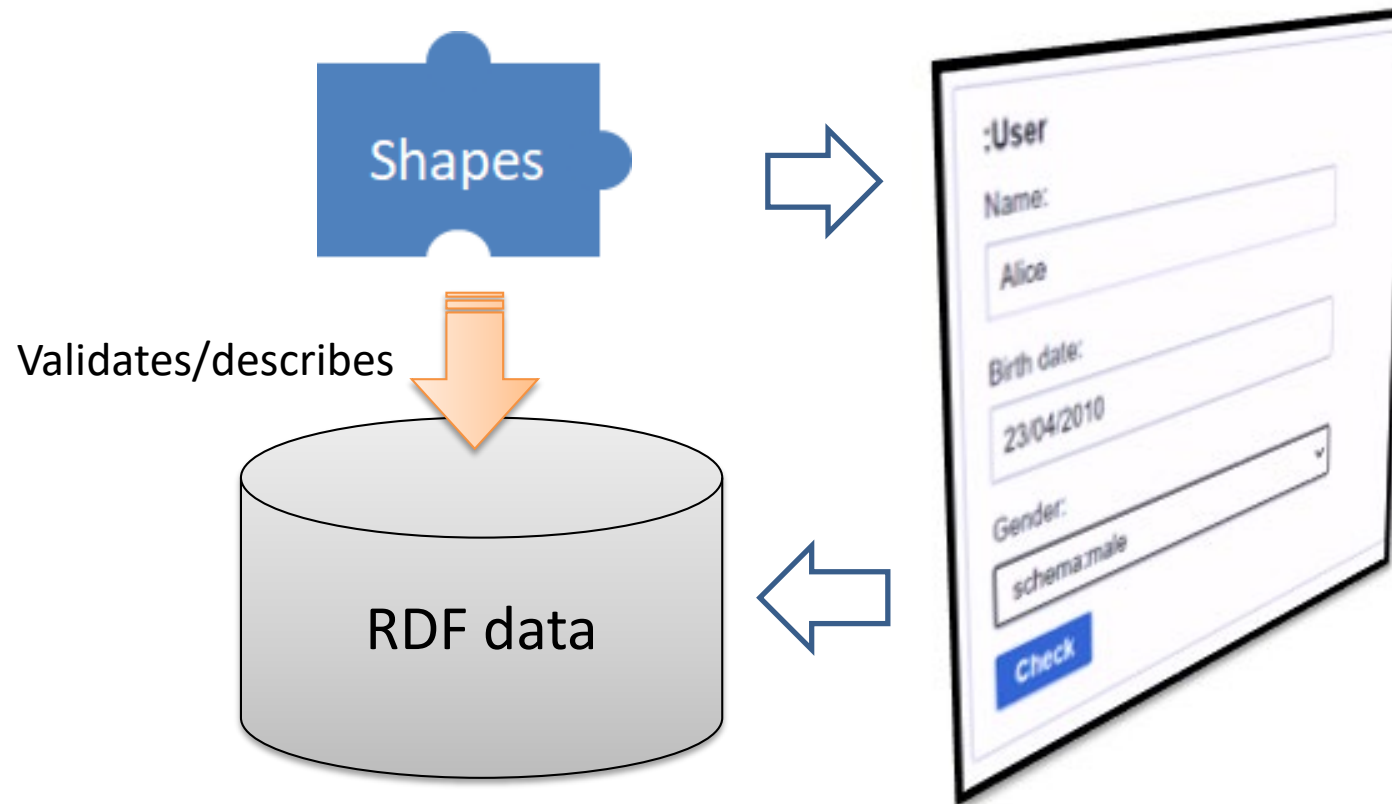 Shapes
Validates/describes
RDF data
:User
Name:
Alice
Birth date:
23/04/2010
Gender:
schema:male
Check